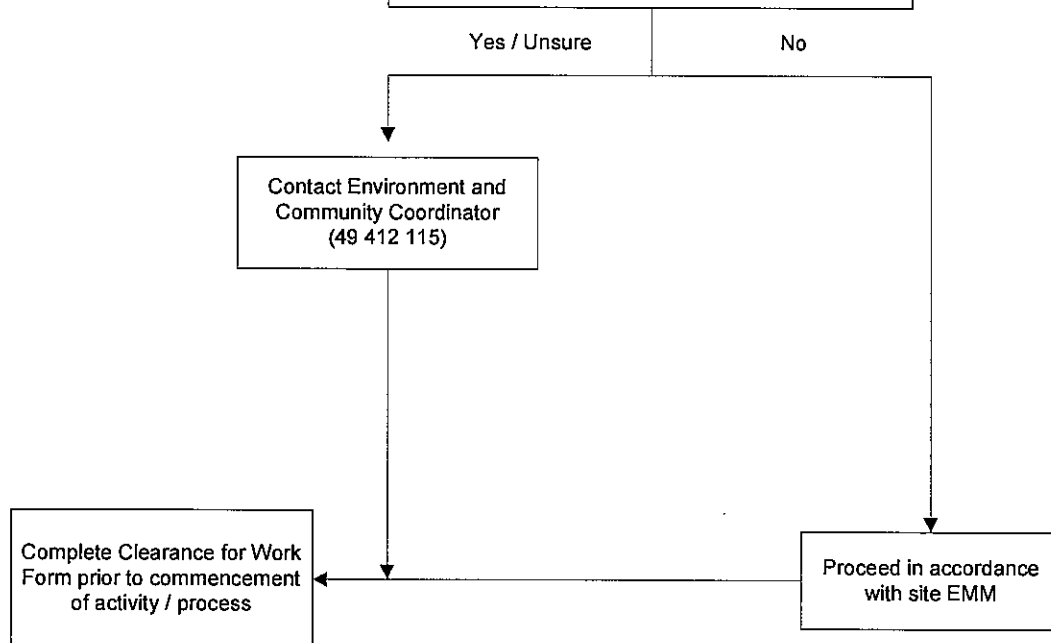 Yes / Unsure
No
Contact Environment and
Community Coordinator
(49 412 115)
Complete Clearance for Work
Form prior to commencement
of activity / process
Proceed in accordance
with site EMM